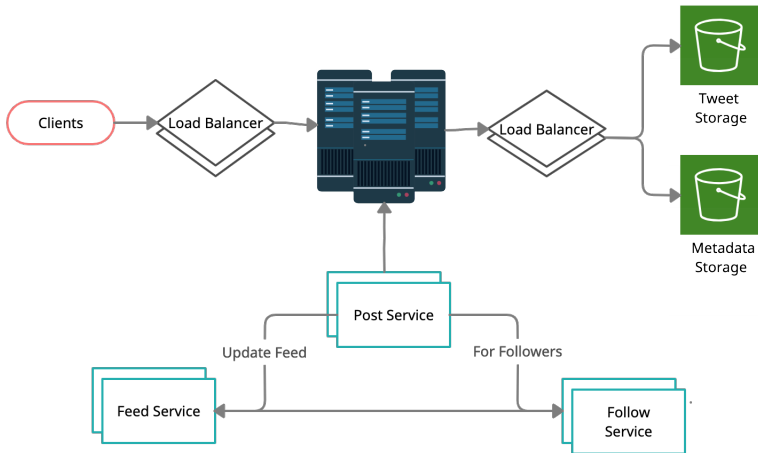 Clients
Load Balancer
Load Balancer
Tweet
Storage
Metadata
Storage
Post Service
Update Feed
For Followers
Feed Service
Follow
Service